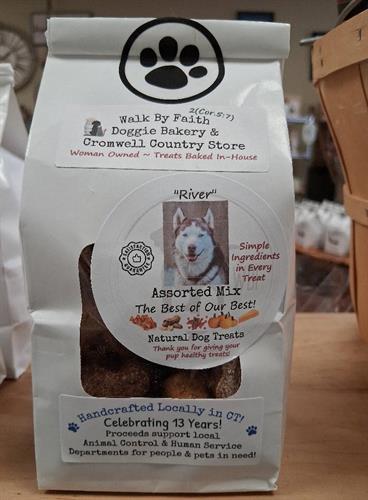 2(Cor.5:7)
Walk By Faith
Doggie Bakery &
Cromwell Country Store
Woman Owned ~ Treats Baked In-House
"River"
SATISFACTION
GUARANTEED
Simple
Ingredients
in Every
Treat
Assorted Mix
The Best of Our Best!
Natural Dog Treats
Thank you for giving your
pup healthy treats!
Handcrafted Locally in CT!
Celebrating 13 Years!
Proceeds support local
Animal Control & Human Service
Departments for people & pets in need!